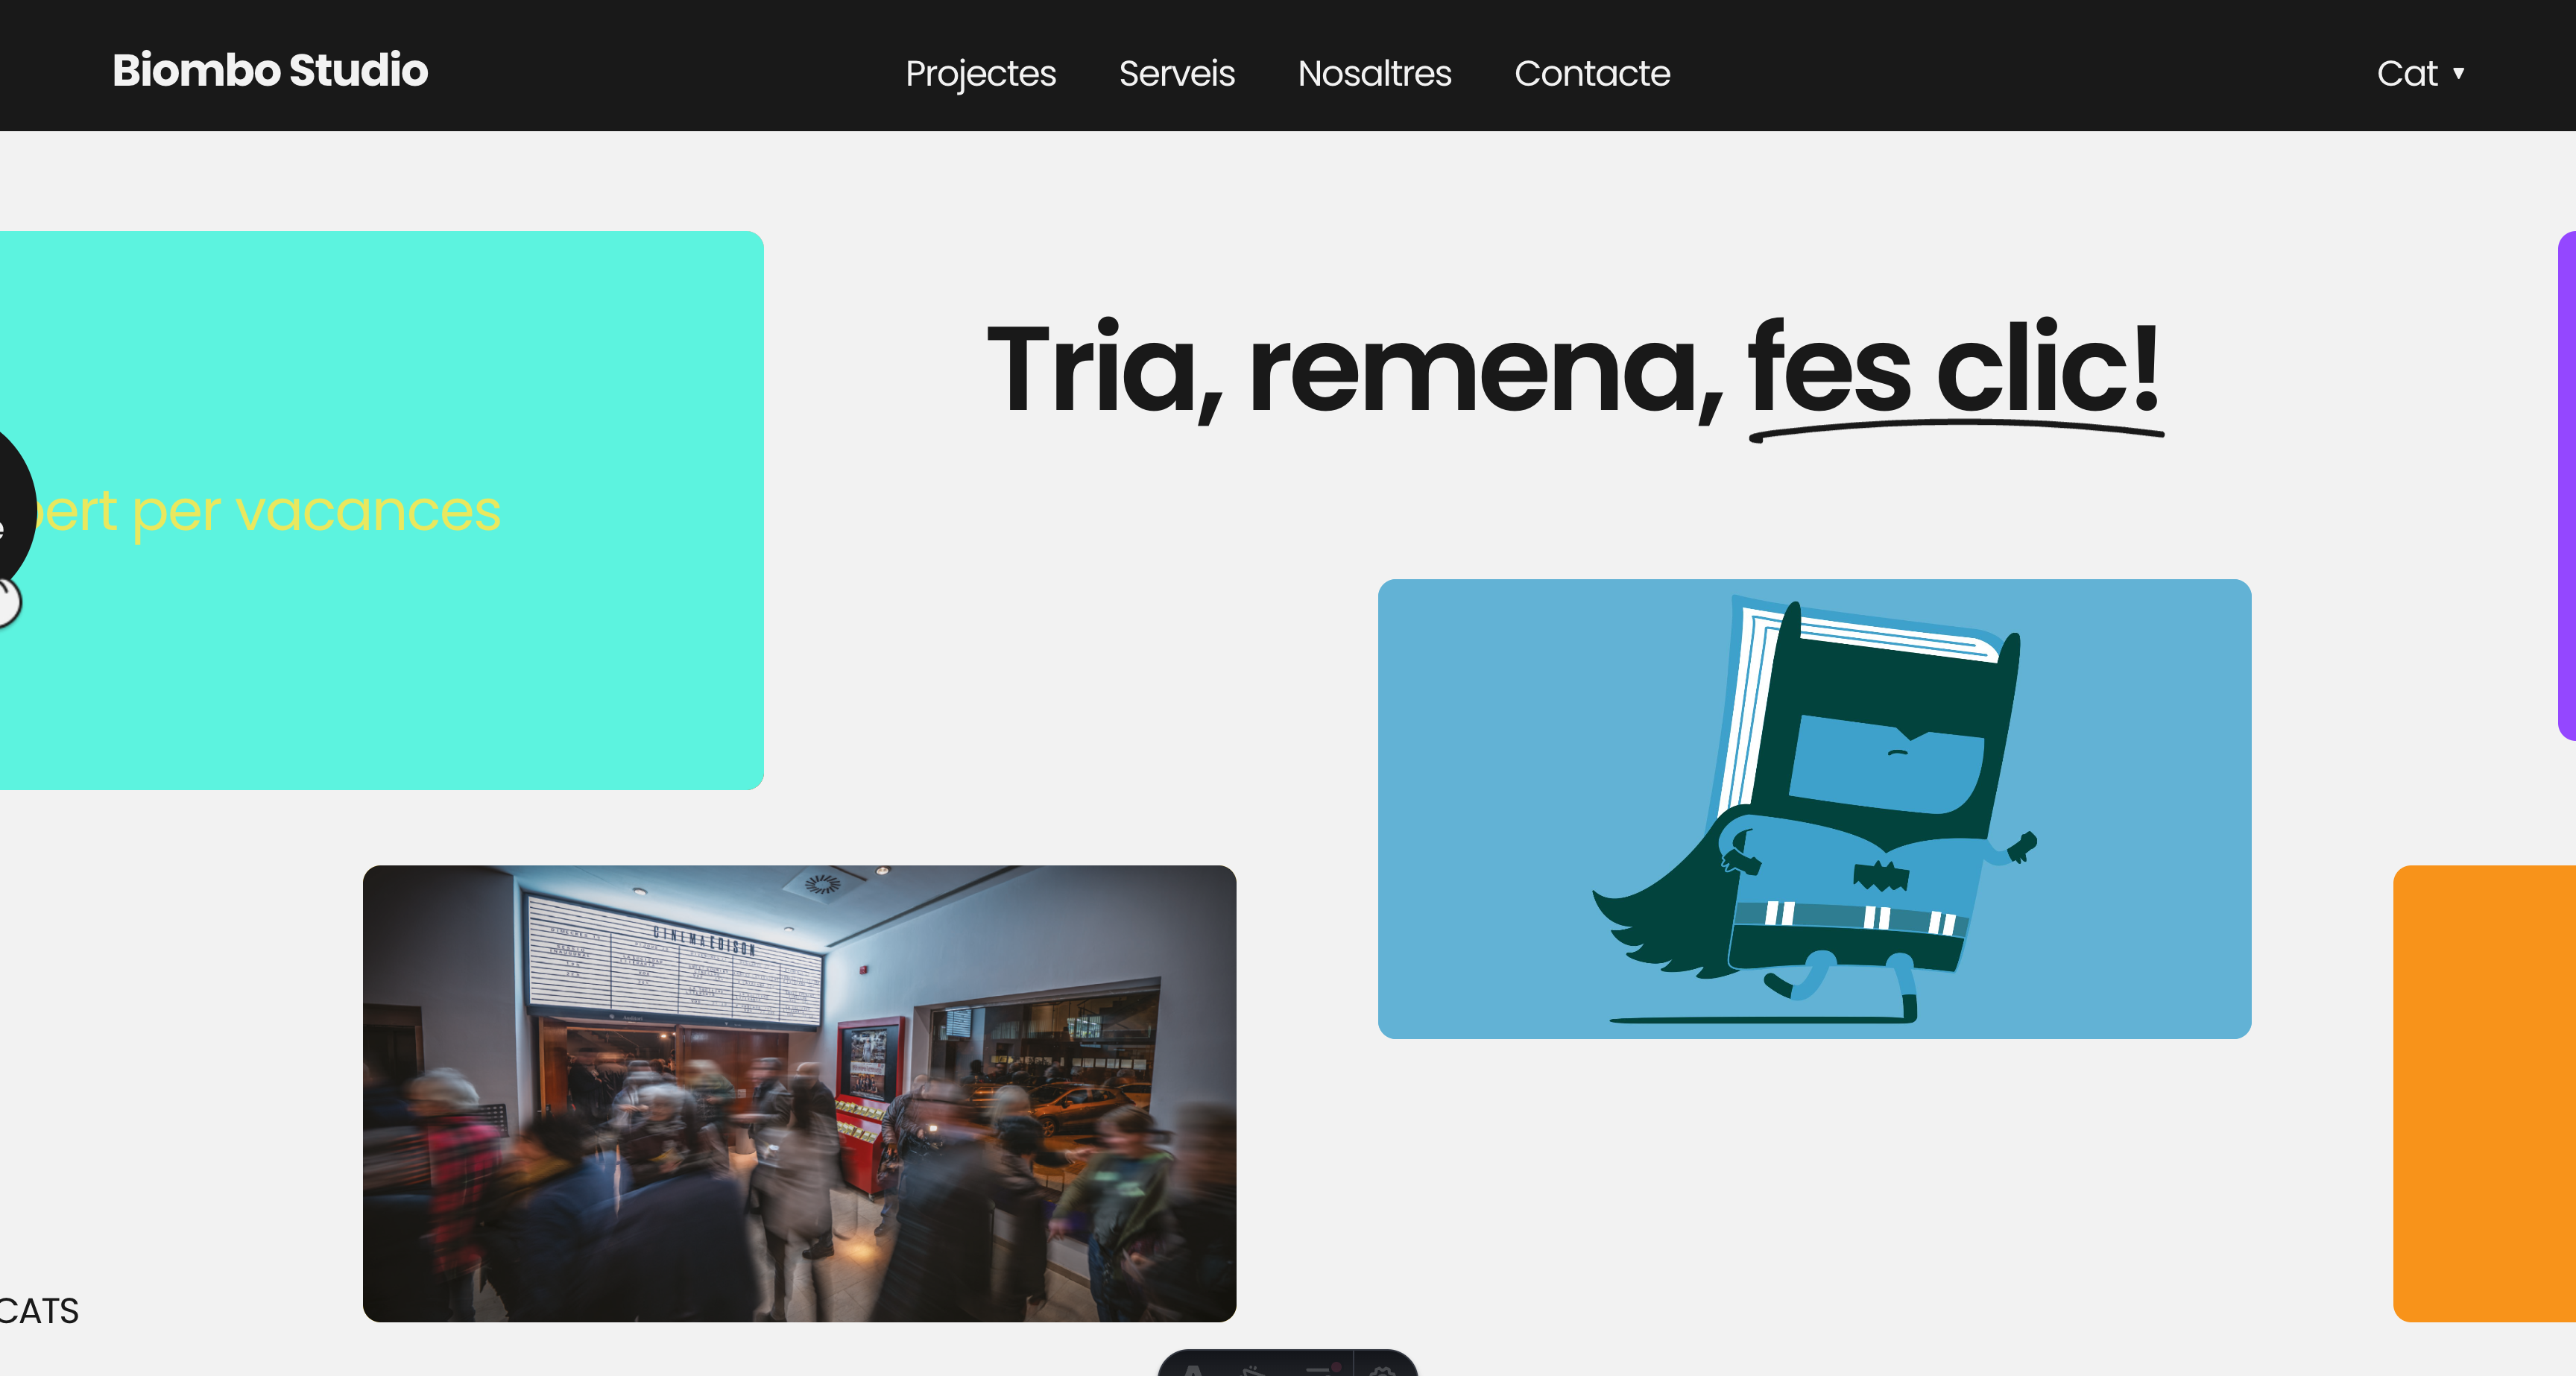 Biombo Studio
Projectes
Serveis
Nosaltres
Contacte
Cat
Tria, remena, fes clic!
ert per vacances
CINEMA EDISON
CATS